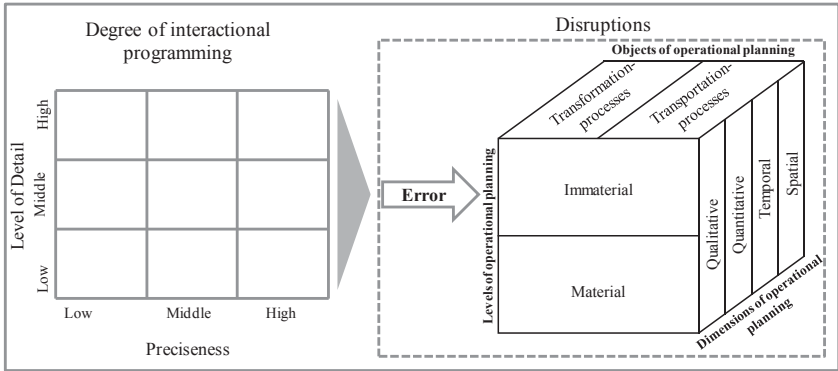 Degree of interactional
programming
Level of Detail
High
Middle
Low
Low
Middle
High
Preciseness
Disruptions
Error
Objects of operational planning
Transformation-
processes
Transportation-
processes
Levels of operational planning
Immaterial
Material
Qualitative
Quantitative
Temporal
Spatial
Dimensions of operational
planning